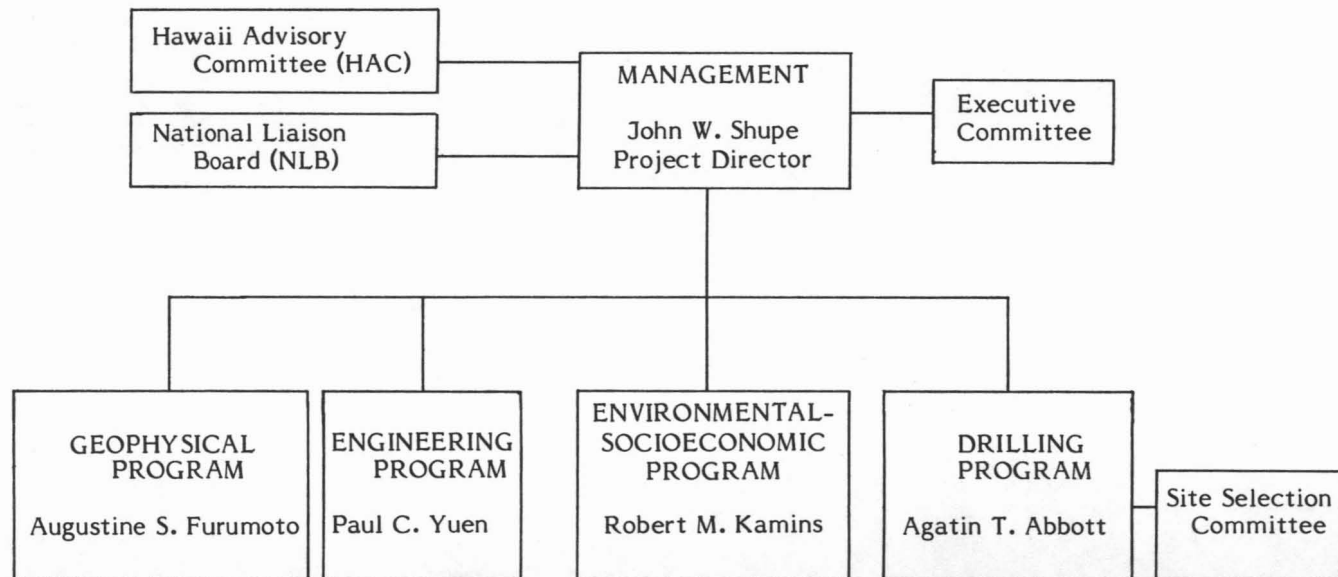 Hawaii Advisory
Committee (HAC)
National Liaison
Board (NLB)
MANAGEMENT
John W. Shupe
Project Director
Executive
Committee
GEOPHYSICAL
PROGRAM
Augustine S. Furumoto
ENGINEERING
PROGRAM
Paul C. Yuen
ENVIRONMENTAL-
SOCIOECONOMIC
PROGRAM
Robert M. Kamins
DRILLING
PROGRAM
Agatin T. Abbott
Site Selection
Committee